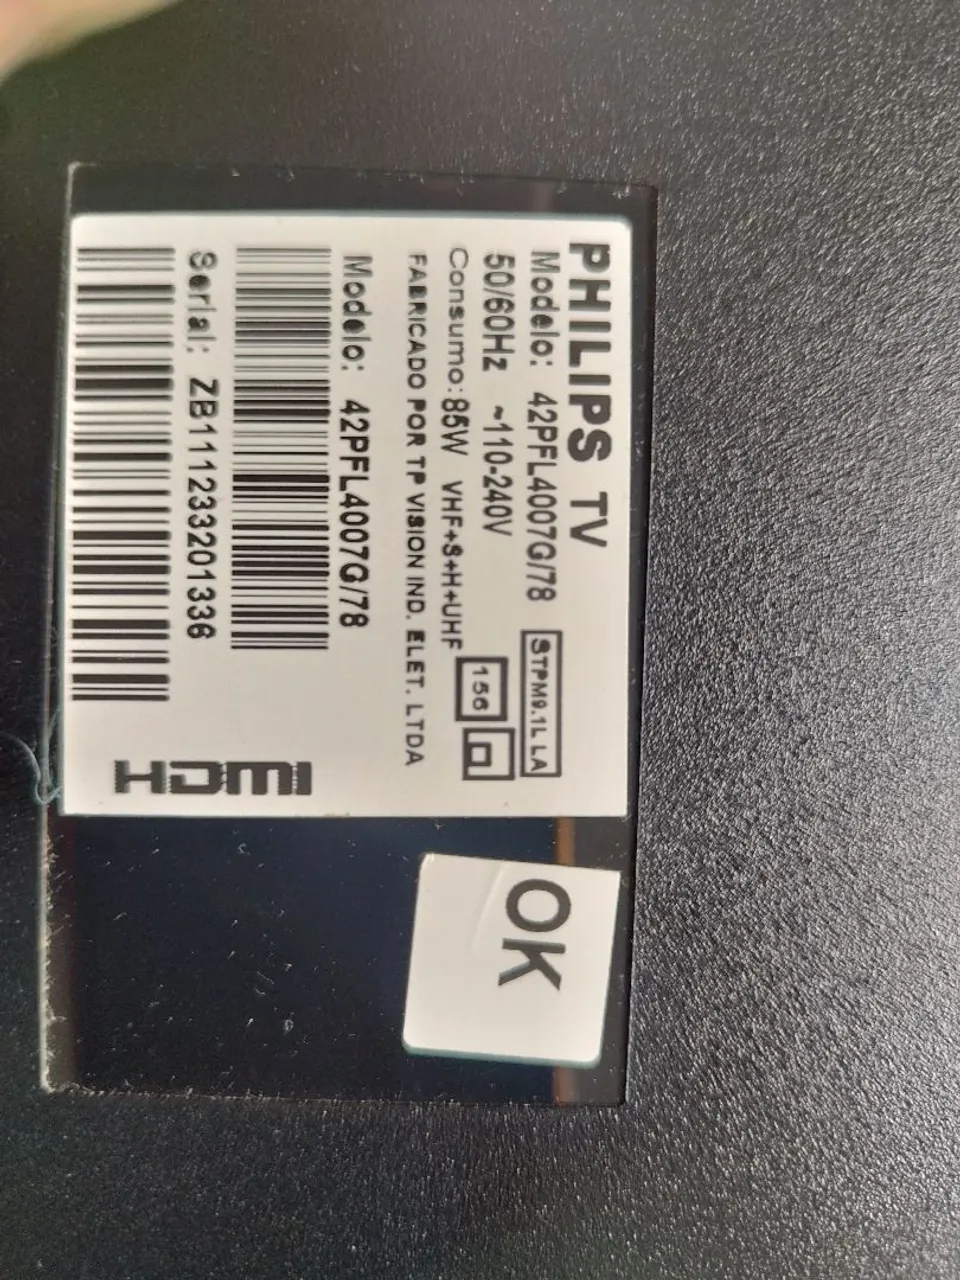 PHILIPS TV
Modelo: 42PFL4007G/78
STPM9.1L LA
50/60Hz ~110-240V
Consumo:85W VHF+S+H+UHF
156
FABRICADO POR TP VISION IND. ELET. LTDA
Modelo: 42PFL4007G/78
Serial: ZB111233201336
HDMI
OK